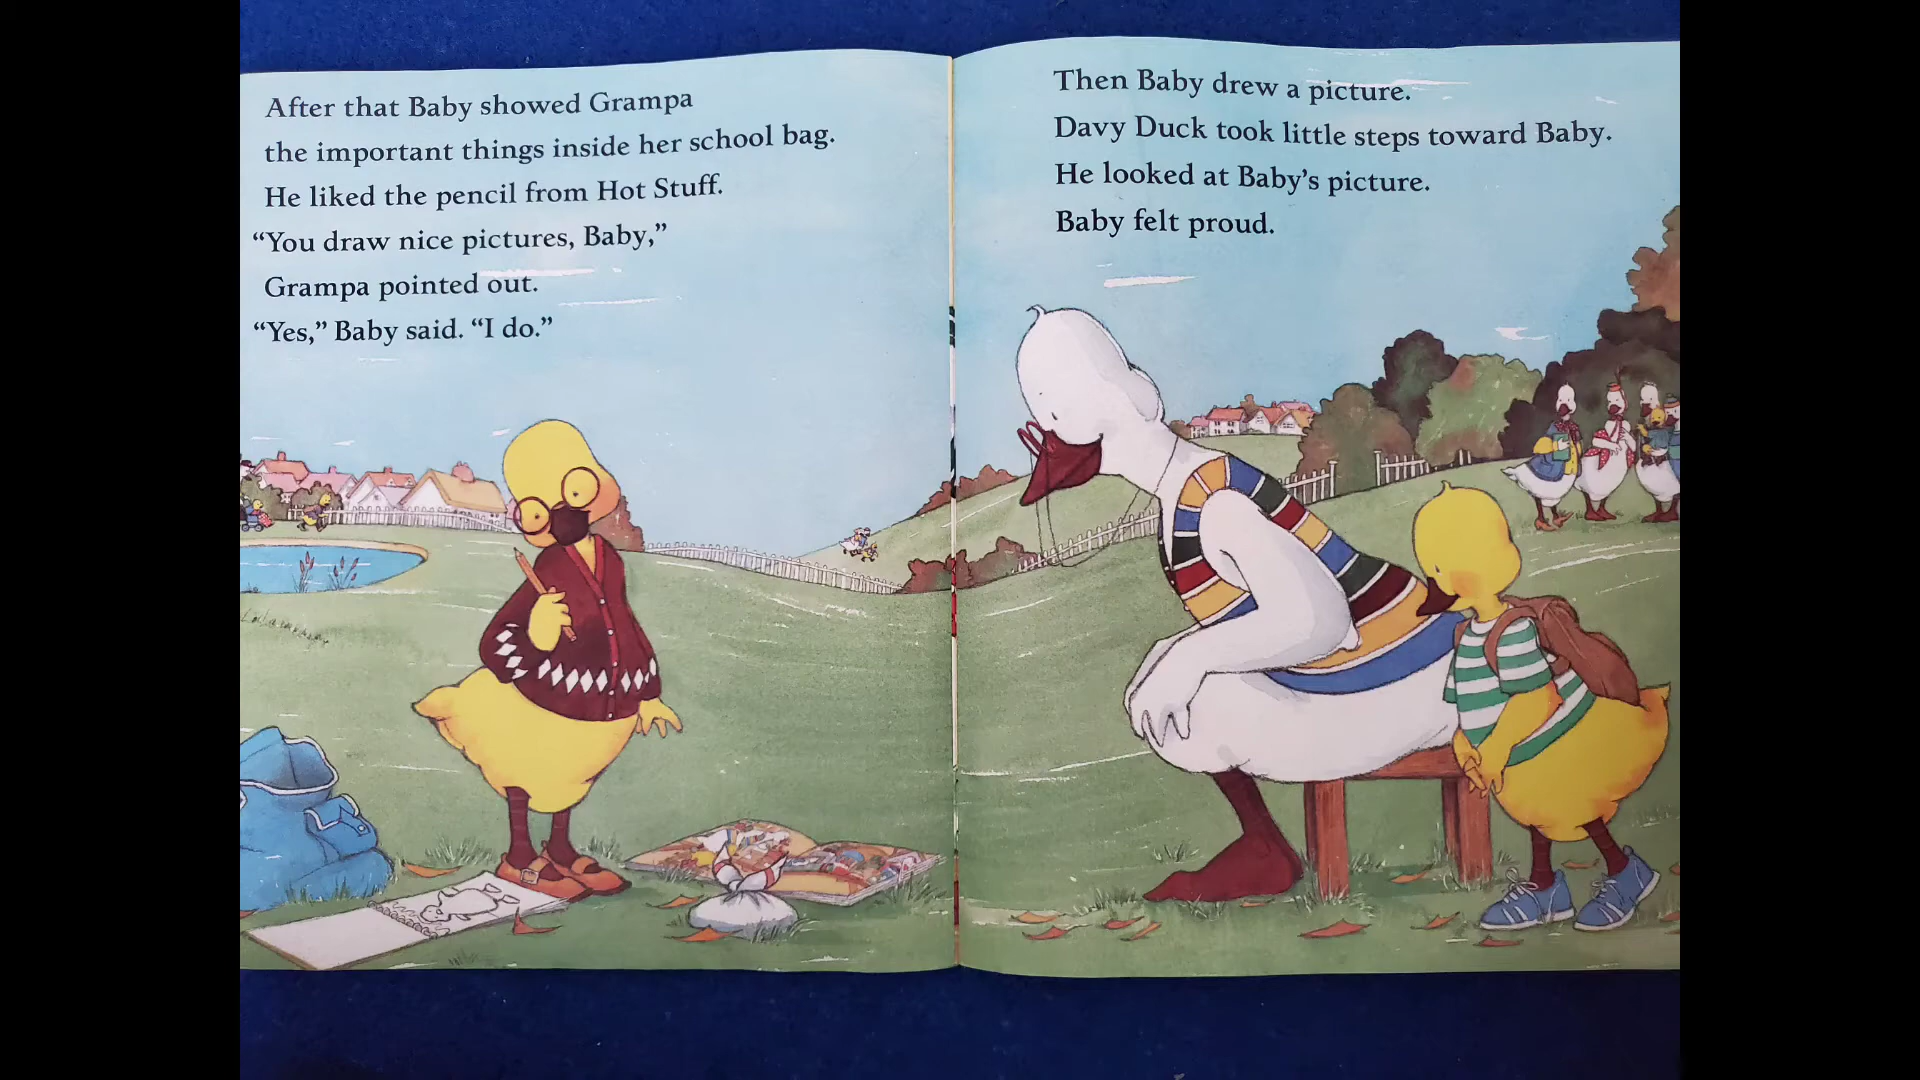 After that Baby showed Grampa
the important things inside her school bag.
He liked the pencil from Hot Stuff.
“You draw nice pictures, Baby,”
Grampa pointed out.
“Yes,” Baby said. “I do.”
Then Baby drew a picture.
Davy Duck took little steps toward Baby.
He looked at Baby’s picture.
Baby felt proud.